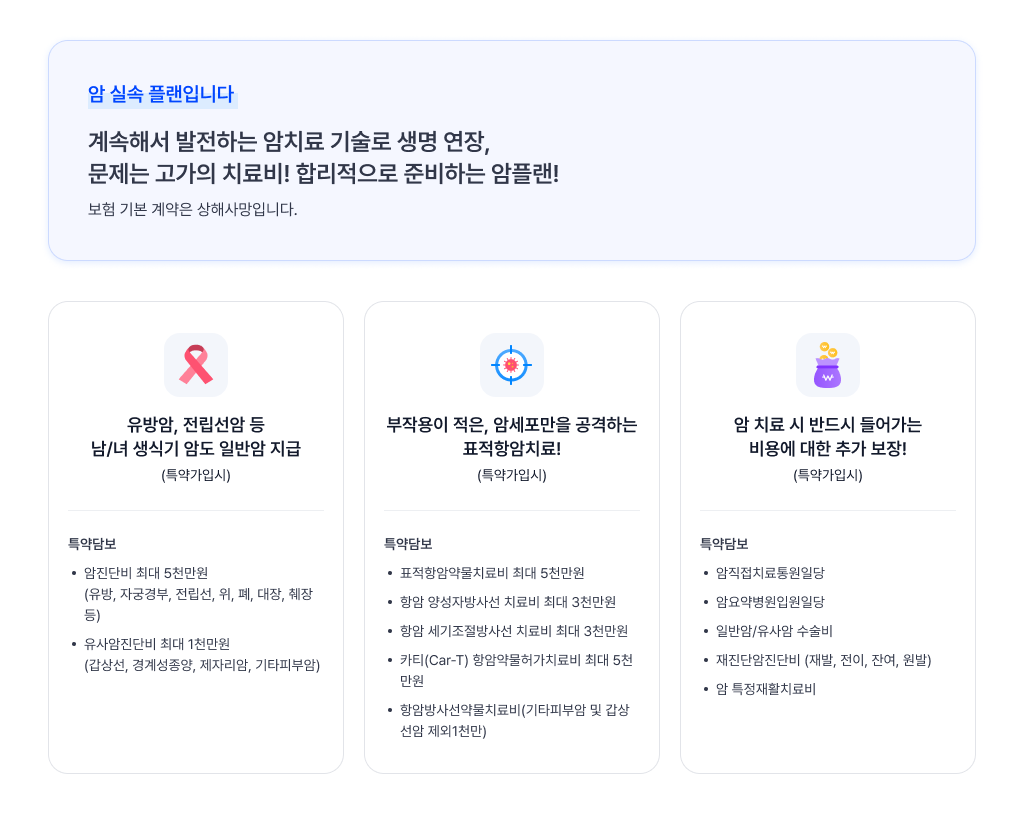 암 실속 플랜입니다
계속해서 발전하는 암치료 기술로 생명 연장,
문제는 고가의 치료비! 합리적으로 준비하는 암플랜!
보험 기본 계약은 상해사망입니다.
유방암, 전립선암 등
남/녀 생식기 암도 일반암 지급
(특약가입시)
특약담보
• 암진단비 최대 5천만원
(유방, 자궁경부, 전립선, 위, 폐, 대장, 췌장
등)
• 유사암진단비 최대 1천만원
(갑상선, 경계성종양, 제자리암, 기타피부암)
부작용이 적은, 암세포만을 공격하는
표적항암치료!
(특약가입시)
특약담보
• 표적항암약물치료비 최대 5천만원
• 항암 양성자방사선 치료비 최대 3천만원
• 항암 세기조절방사선 치료비 최대 3천만원
• 카티(Car-T) 항암약물허가치료비 최대 5천
만원
• 항암방사선약물치료비(기타피부암 및 갑상
선암 제외1천만)
암 치료 시 반드시 들어가는
비용에 대한 추가 보장!
(특약가입시)
특약담보
• 암직접치료통원일당
• 암요양병원입원일당
• 일반암/유사암 수술비
• 재진단암진단비 (재발, 전이, 잔여, 원발)
• 암 특정재활치료비